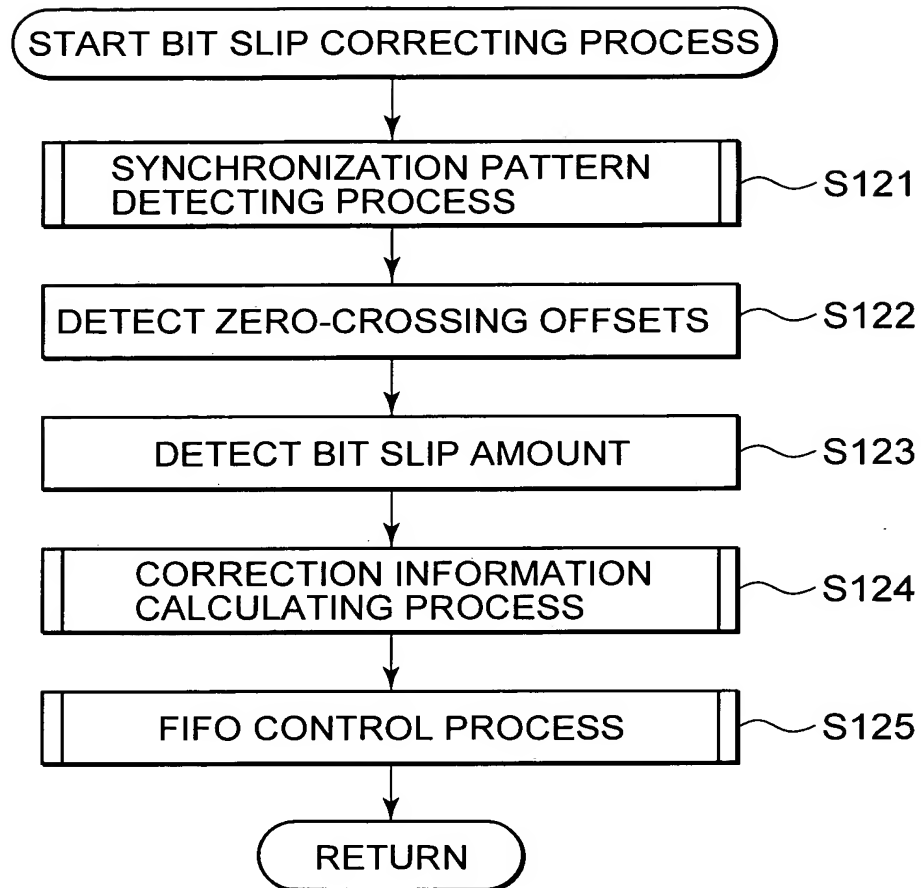 START BIT SLIP CORRECTING PROCESS
SYNCHRONIZATION PATTERN
DETECTING PROCESS
S121
DETECT ZERO-CROSSING OFFSETS
S122
DETECT BIT SLIP AMOUNT
S123
CORRECTION INFORMATION
CALCULATING PROCESS
S124
FIFO CONTROL PROCESS
S125
RETURN